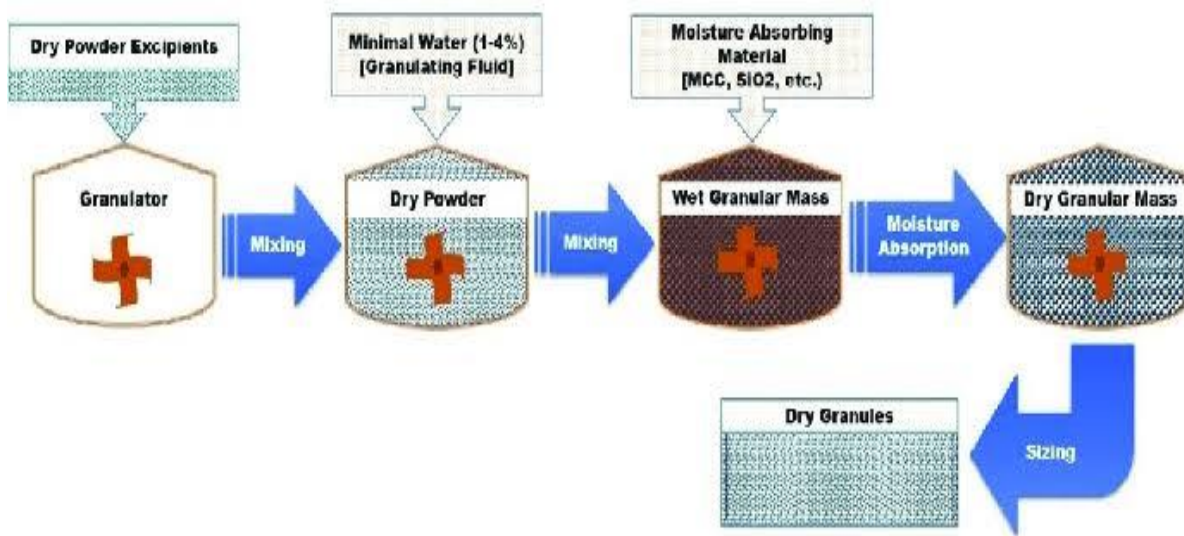 Dry Powder Excipients
Minimal Water (1-4%)
[Granulating Fluid]
Moisture Absorbing
Material
[MCC, SiO2, etc.)
Granulator
Mixing
Dry Powder
Mixing
Wet Granular Mass
Moisture
Absorption
Dry Granular Mass
Sizing
Dry Granules